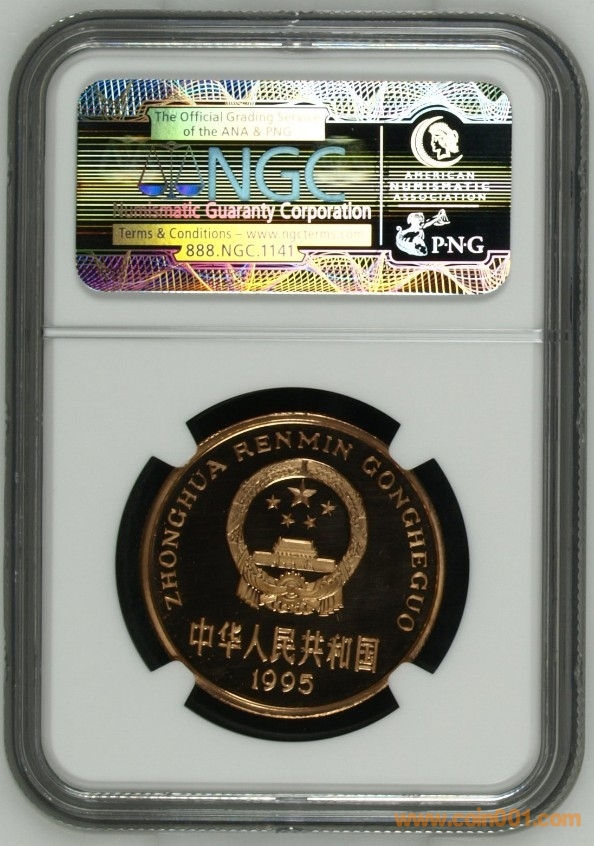 The Official Grading Service
of the ANA & PNG
NGC
Numismatic Guaranty Corporation
Terms & Conditions – www.ngcterms.com
888.NGC.1141
AMERICAN
NUMISMATIC
ASSOCIATION
P·N·G
ZHONGHUA RENMIN GONGHEGUO
中华人民共和国
1995
www.coin001.com